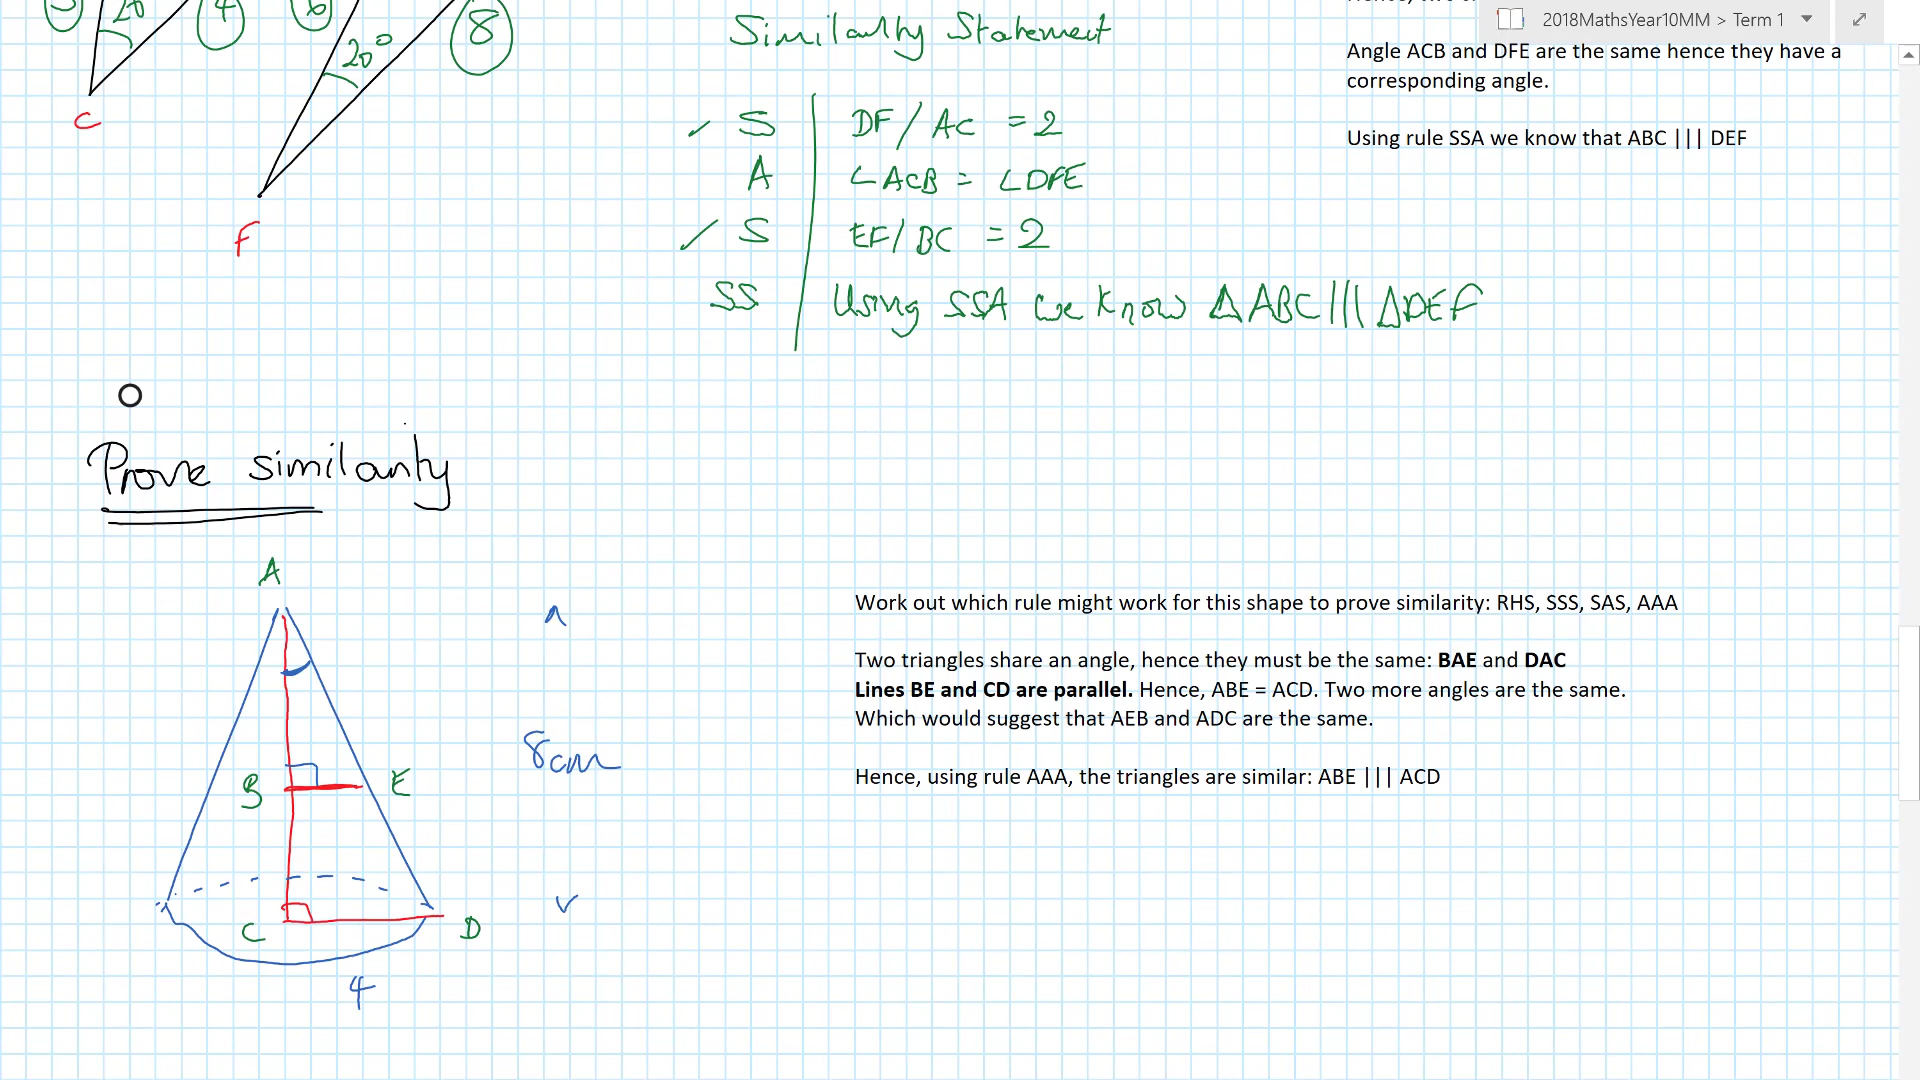 20
4
6
8
20°
C
F
Similarity Statement
S DF/AC = 2
A ∠ACB = ∠DFE
S EF/BC = 2
SS Using SSA we know ΔABC ||| ΔDEF
2018MathsYear10MM > Term 1
Angle ACB and DFE are the same hence they have a
corresponding angle.
Using rule SSA we know that ABC ||| DEF
Prove similarity
A
B
E
C
D
4
8cm
Work out which rule might work for this shape to prove similarity: RHS, SSS, SAS, AAA
Two triangles share an angle, hence they must be the same: BAE and DAC
Lines BE and CD are parallel. Hence, ABE = ACD. Two more angles are the same.
Which would suggest that AEB and ADC are the same.
Hence, using rule AAA, the triangles are similar: ABE ||| ACD